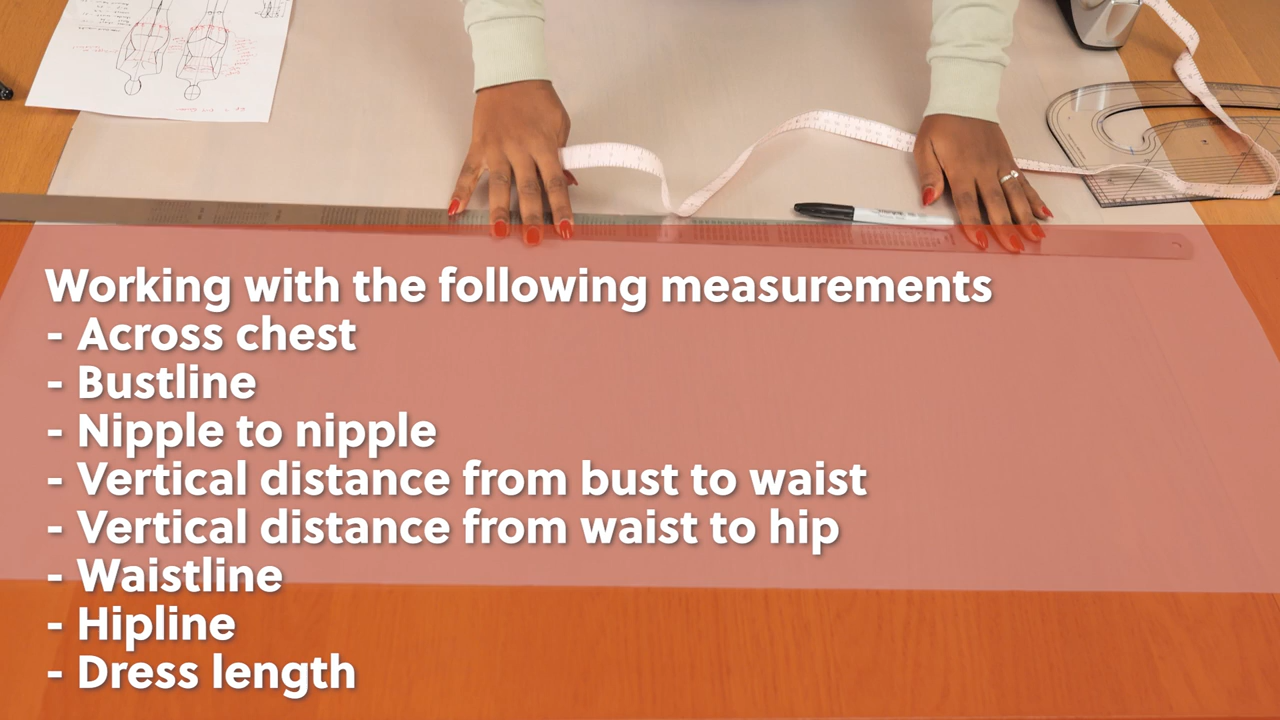 Working with the following measurements
- Across chest
- Bustline
- Nipple to nipple
- Vertical distance from bust to waist
- Vertical distance from waist to hip
- Waistline
- Hipline
- Dress length